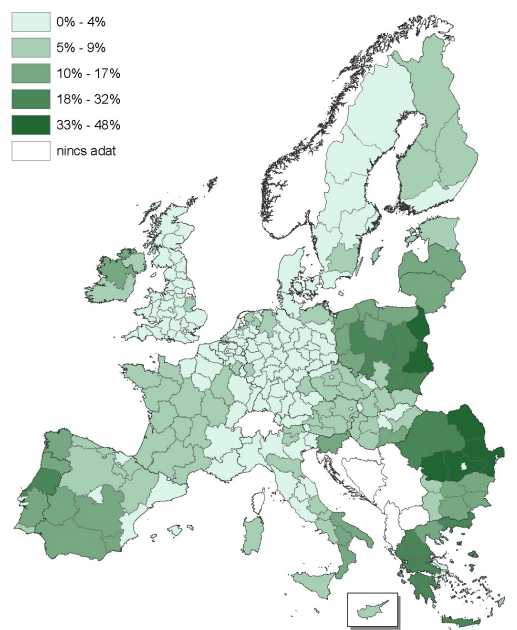 0% - 4%
5% - 9%
10% - 17%
18% - 32%
33% - 48%
nincs adat